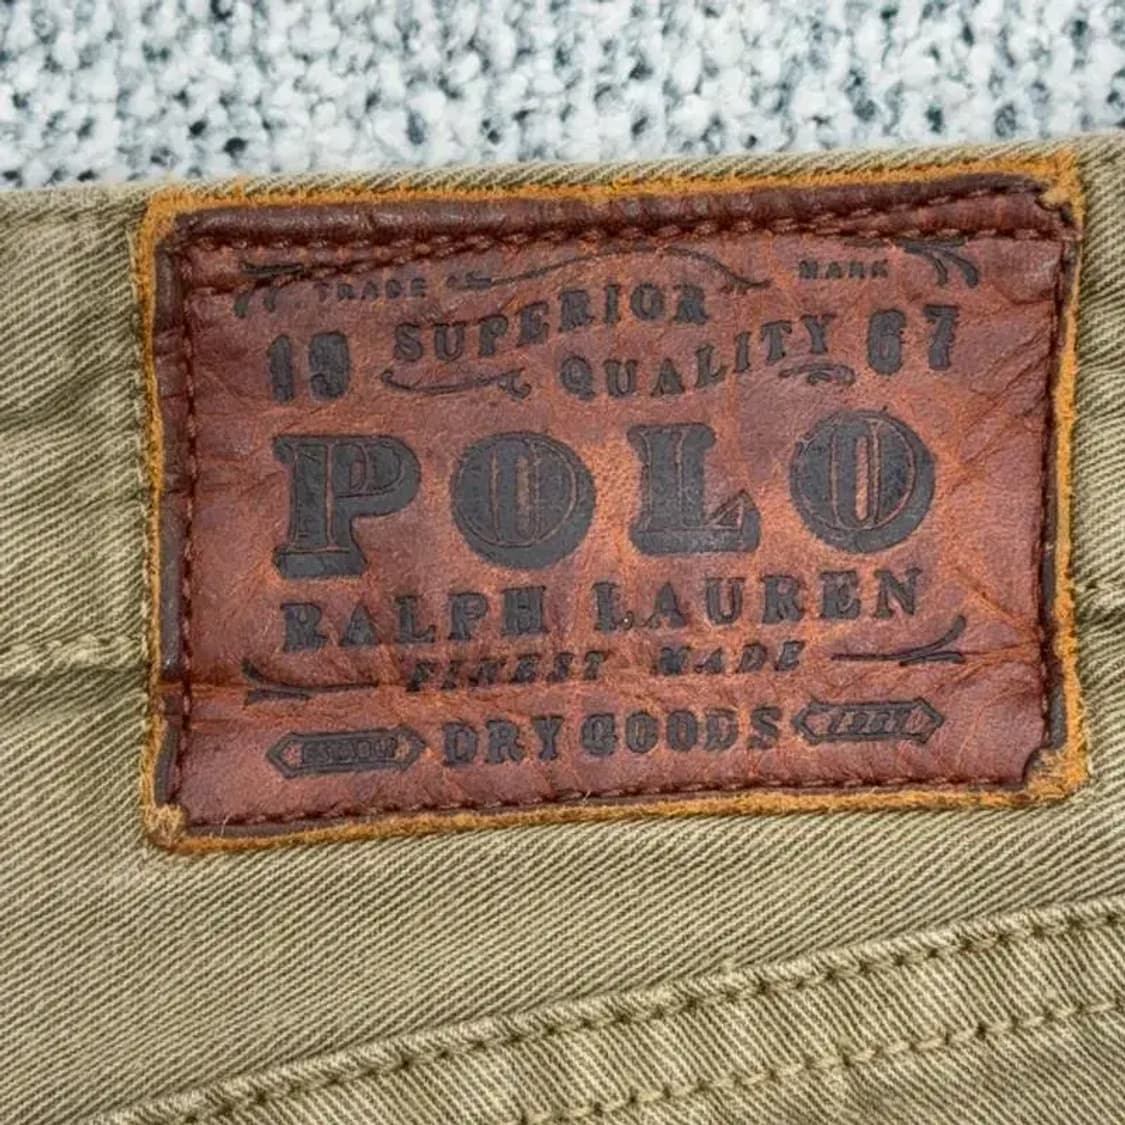 TRADE MARK
19 SUPERIOR QUALITY 67
POLO
RALPH LAUREN
FINEST MADE
DRY GOODS